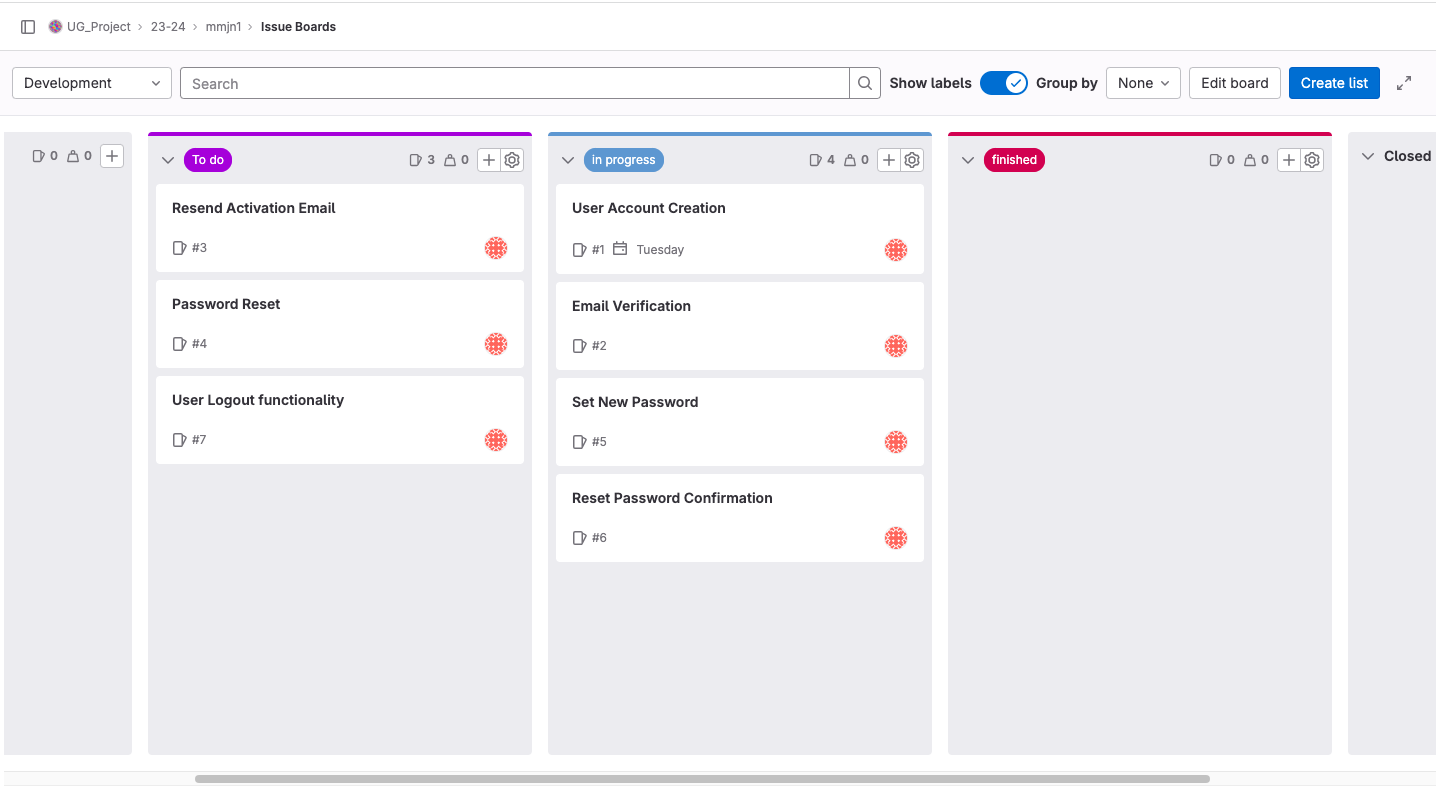 UG_Project › 23-24 › mmjn1 › Issue Boards
Development Search Show labels Group by None Edit board Create list
0 0
To do 3 0
Resend Activation Email
#3
Password Reset
#4
User Logout functionality
#7
in progress 4 0
User Account Creation
#1 Tuesday
Email Verification
#2
Set New Password
#5
Reset Password Confirmation
#6
finished 0 0
Closed